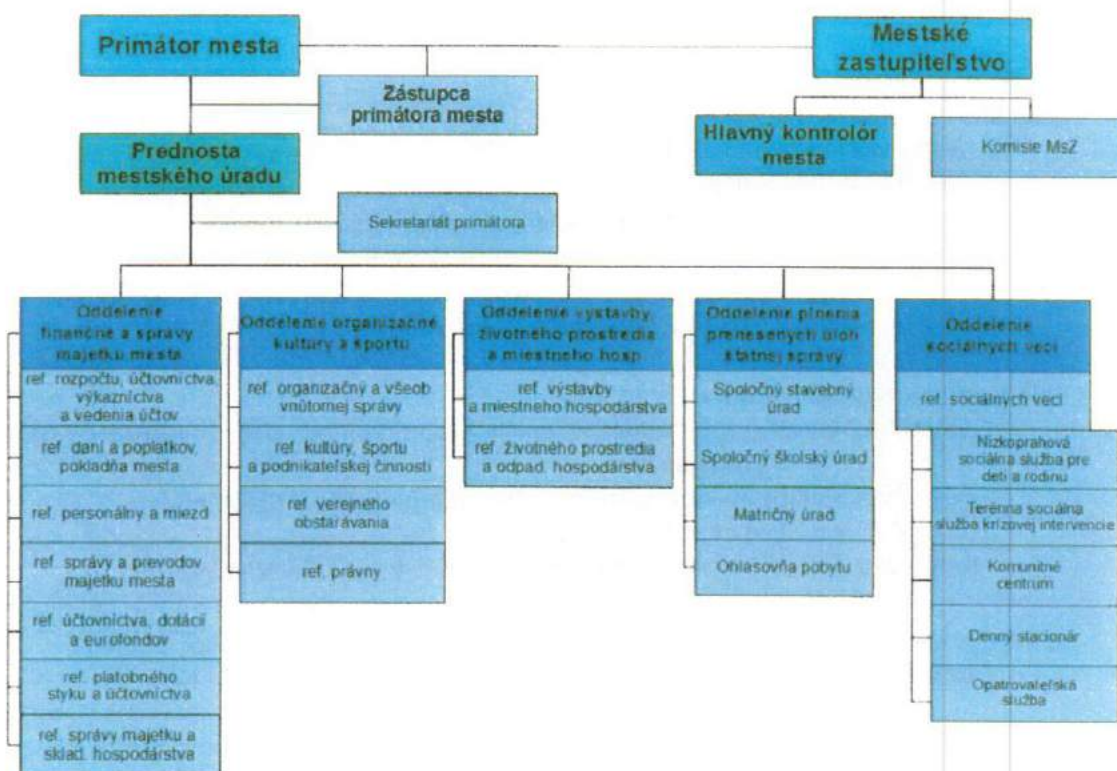 Primátor mesta
Mestské
zastupiteľstvo
Zástupca
primátora mesta
Hlavný kontrolór
mesta
Komisie MsZ
Prednosta
mestského úradu
Sekretariát primátora
Oddelenie
finančné a správy
majetku mesta
ref. rozpočtu, účtovníctva,
výkazníctva
a vedenia účtov
ref. daní a poplatkov,
pokladňa mesta
ref. personálny a miezd
ref. správy a prevodov
majetku mesta
ref. účtovníctva, dotácií
a eurofondov
ref. platobného
styku a účtovníctva
ref. správy majetku a
sklad. hospodárstva
Oddelenie organizačné,
kultúry a športu
ref. organizačný a všeob
vnútornej správy
ref. kultúry, športu
a podnikateľskej činnosti
ref. verejného
obstarávania
ref. právny
Oddelenie výstavby,
životného prostredia
a miestneho hosp.
ref. výstavby
a miestneho hospodárstva
ref. životného prostredia
a odpad. hospodárstva
Oddelenie plnenia
prenesených úloh
štátnej správy
Spoločný stavebný
úrad
Spoločný školský úrad
Matričný úrad
Ohlasovňa pobytu
Oddelenie
sociálnych vecí
ref. sociálnych vecí
Nízkoprahová
sociálna služba pre
deti a rodinu
Terénna sociálna
služba krízovej intervencie
Komunitné
centrum
Denný stacionár
Opatrovateľská
služba